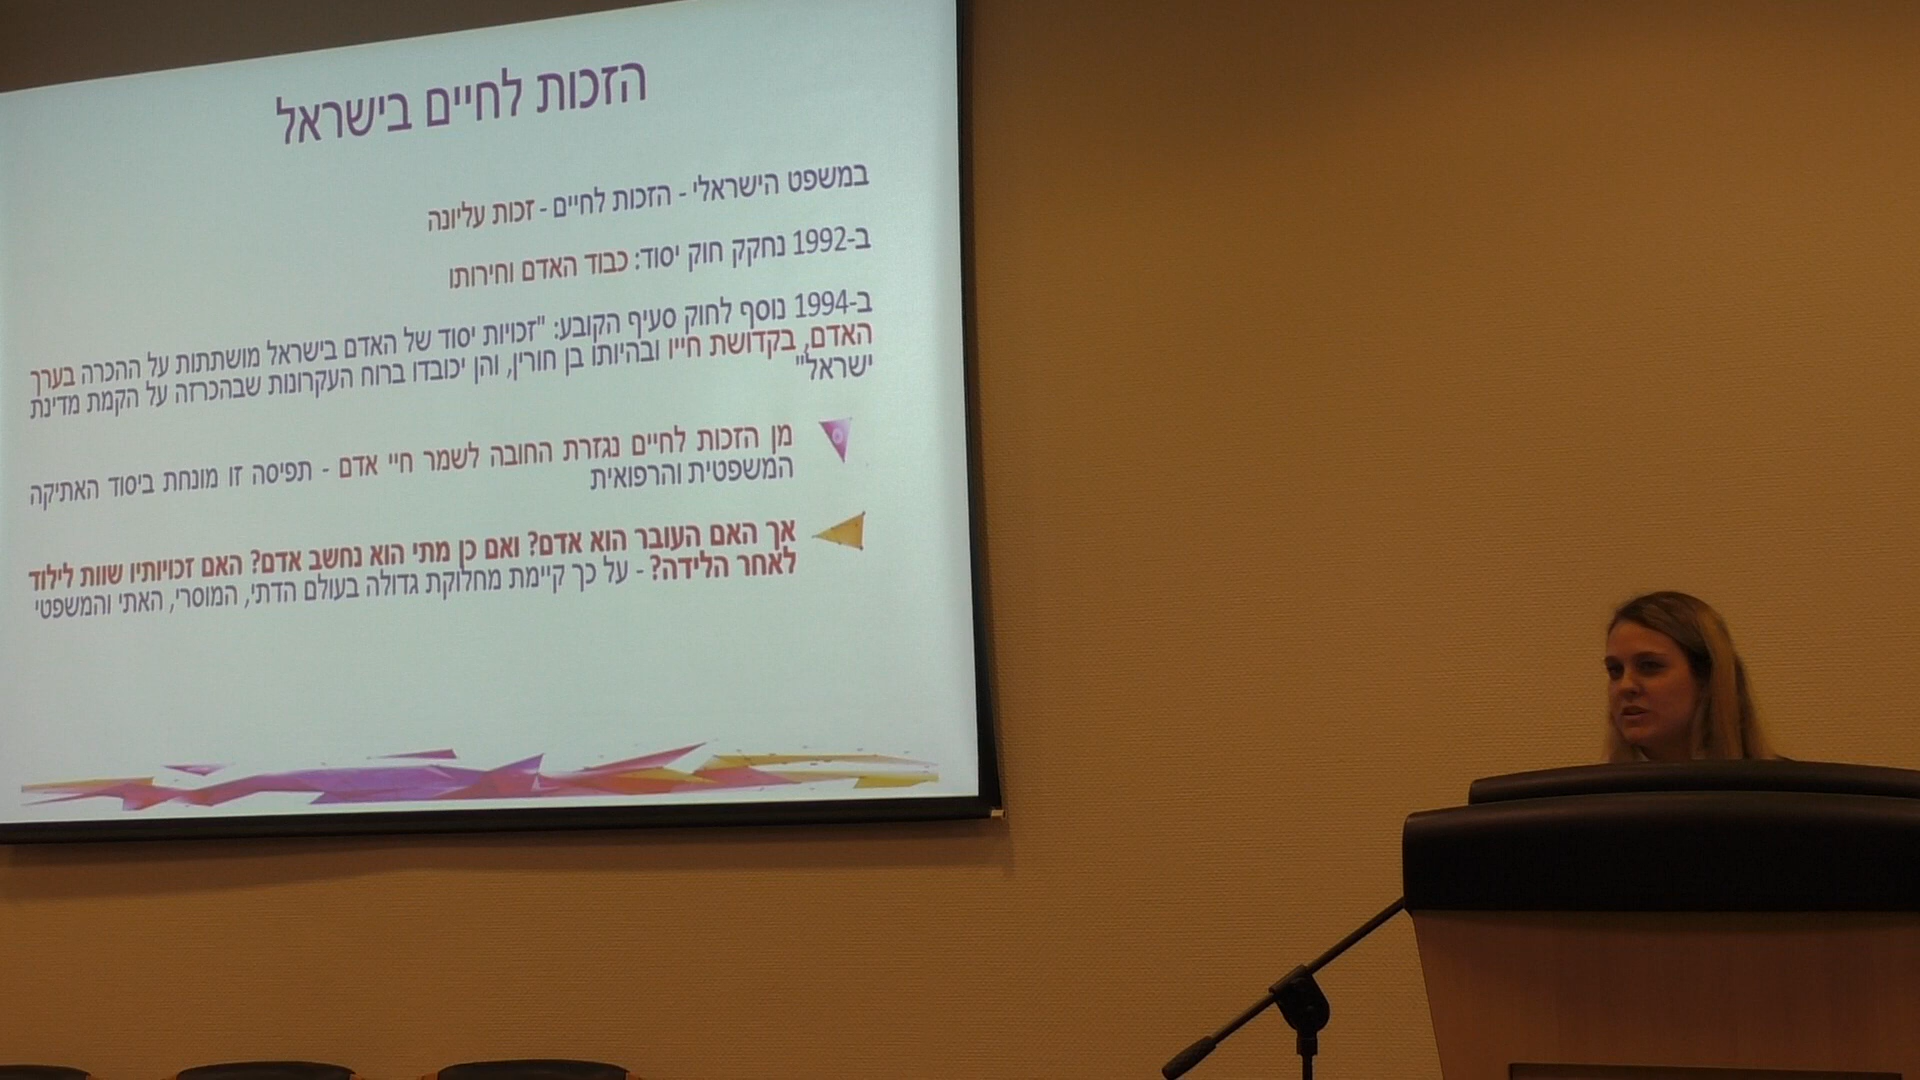 הזכות לחיים בישראל
במשפט הישראלי - הזכות לחיים - זכות עליונה
ב-1992 נחקק חוק יסוד: כבוד האדם וחירותו
ב-1994 נוסף לחוק סעיף הקובע: "זכויות יסוד של האדם בישראל מושתתות על ההכרה בערך
האדם, בקדושת חייו ובהיותו בן חורין, והן יכובדו ברוח העקרונות שבהכרזה על הקמת מדינת
ישראל"
מן הזכות לחיים נגזרת החובה לשמר חיי אדם - תפיסה זו מונחת ביסוד האתיקה
המשפטית והרפואית
אך האם העובר הוא אדם? ואם כן מתי הוא נחשב אדם? האם זכויותיו שוות לילוד
לאחר הלידה? - על כך קיימת מחלוקת גדולה בעולם הדתי, המוסרי, האתי והמשפטי